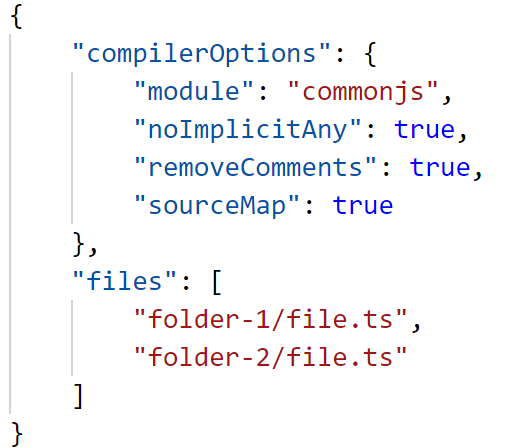 {
    "compilerOptions": {
        "module": "commonjs",
        "noImplicitAny": true,
        "removeComments": true,
        "sourceMap": true
    },
    "files": [
        "folder-1/file.ts",
        "folder-2/file.ts"
    ]
}